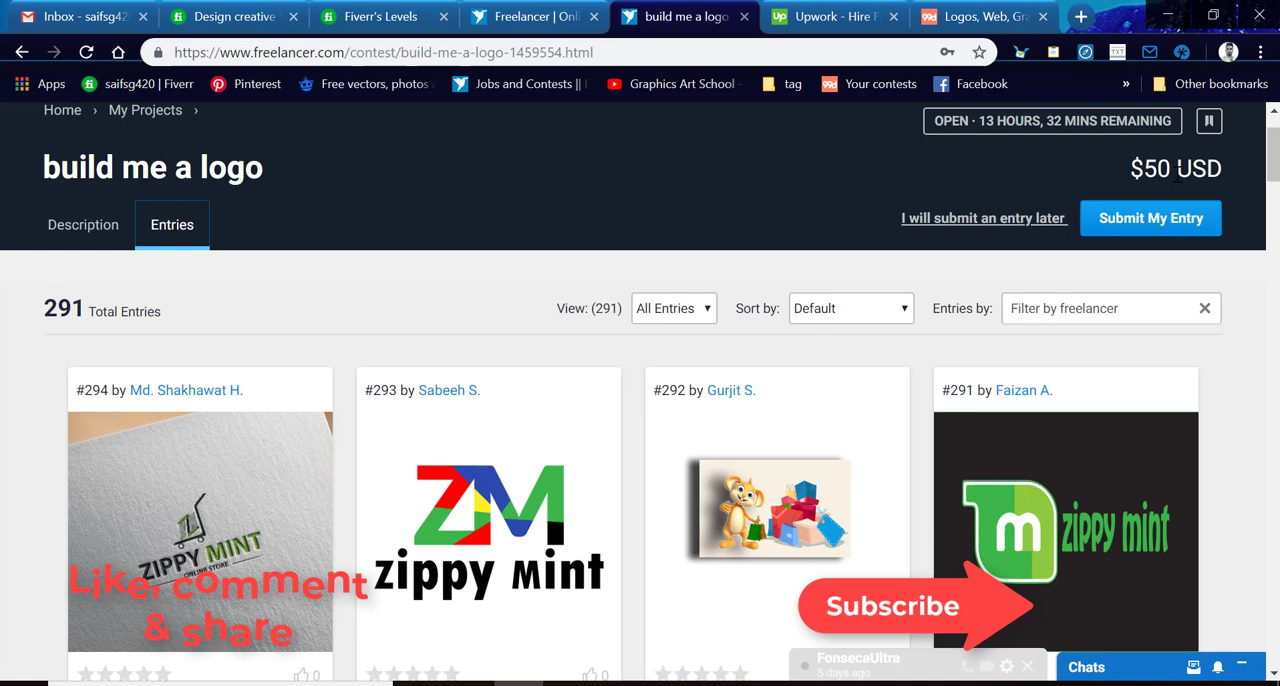 Inbox - saifsg42
Design creative
Fiverr's Levels
Freelancer | Onli
build me a logo
Upwork - Hire F
Logos, Web, Gra
https://www.freelancer.com/contest/build-me-a-logo-1459554.html
Apps
saifsg420 | Fiverr
Pinterest
Free vectors, photos
Jobs and Contests ||
Graphics Art School -
tag
Your contests
Facebook
»
Other bookmarks
Home › My Projects ›
OPEN · 13 HOURS, 32 MINS REMAINING
build me a logo
$50 USD
Description
Entries
I will submit an entry later
Submit My Entry
291 Total Entries
View: (291)
All Entries
Sort by:
Default
Entries by:
Filter by freelancer
#294 by Md. Shakhawat H.
#293 by Sabeeh S.
#292 by Gurjit S.
#291 by Faizan A.
ZIPPY MINT
ONLINE STORE
ZM
zippy mint
m zippy mint
Like, comment
& share
Subscribe
FonsecaUltra
5 days ago
Chats
0
0